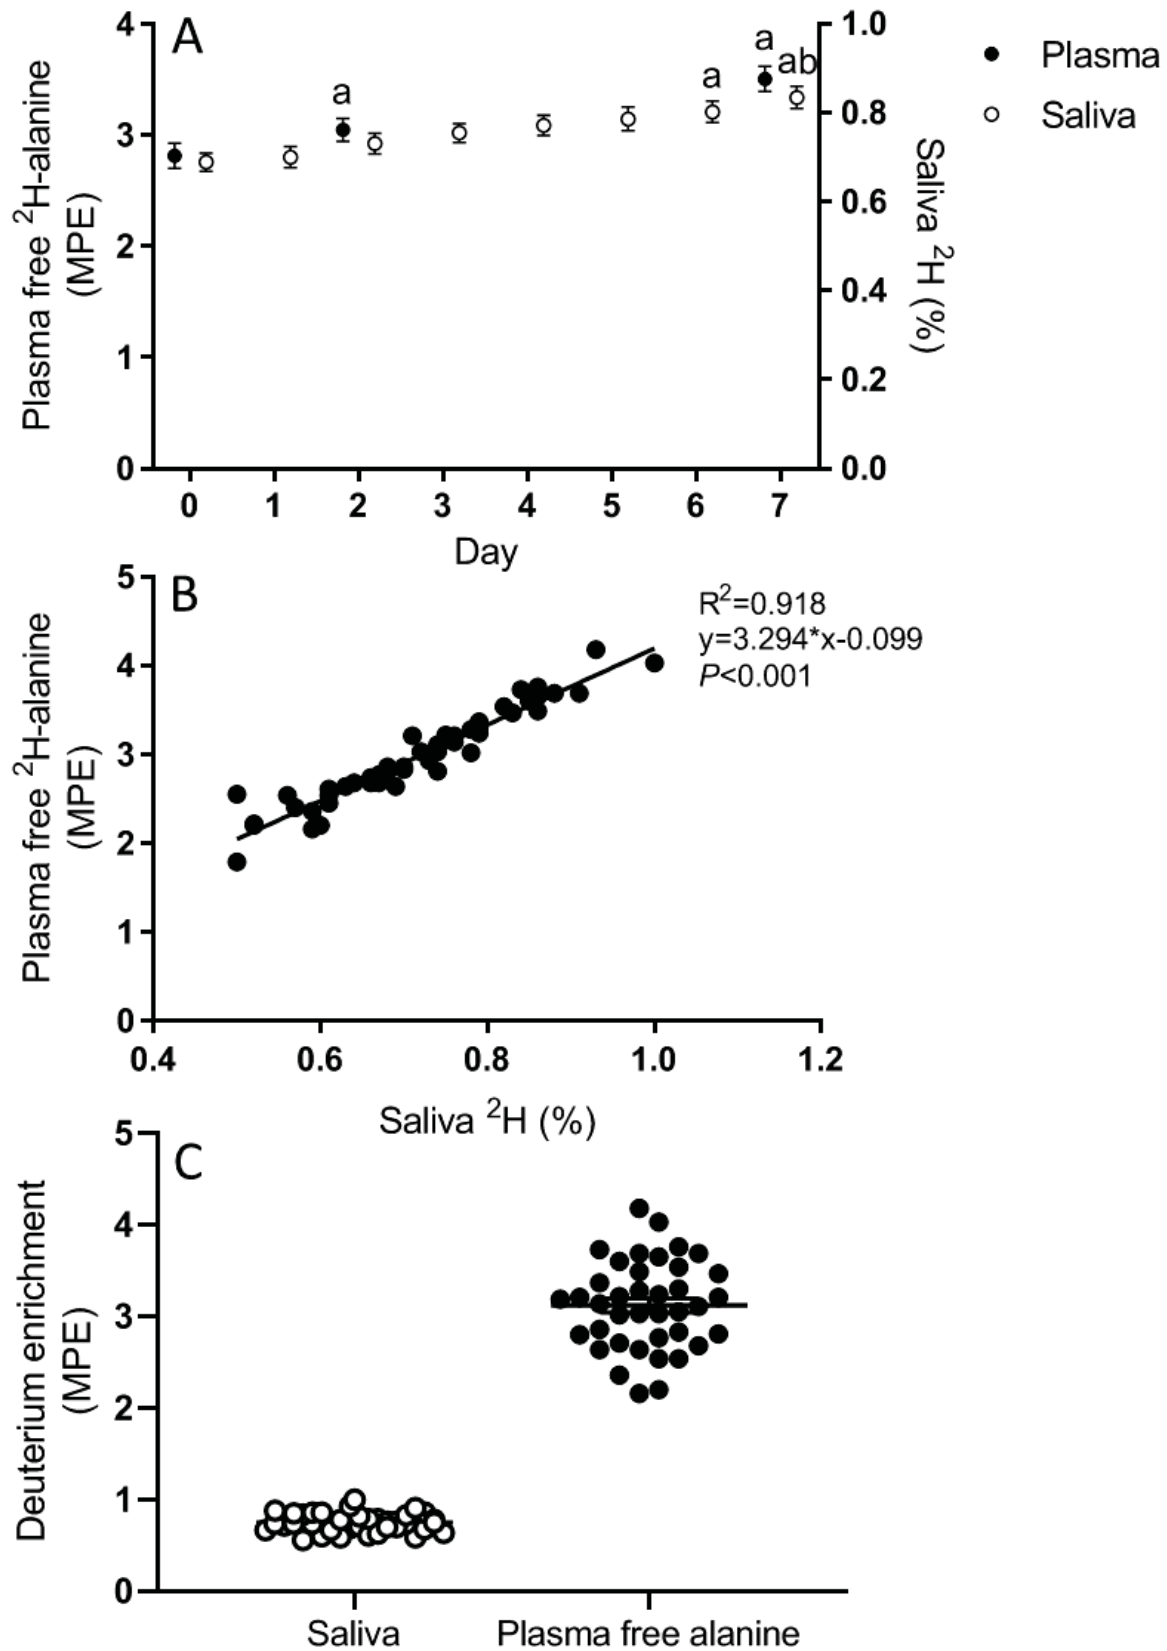 A
Plasma
Saliva
a
a
a
ab
4
3
2
1
0
1.0
0.8
0.6
0.4
0.2
0.0
Plasma free ²H-alanine
(MPE)
Saliva ²H (%)
0 1 2 3 4 5 6 7
Day
B
R²=0.918
y=3.294*x-0.099
P<0.001
5
4
3
2
1
0
Plasma free ²H-alanine
(MPE)
0.4 0.6 0.8 1.0 1.2
Saliva ²H (%)
C
5
4
3
2
1
0
Deuterium enrichment
(MPE)
Saliva Plasma free alanine